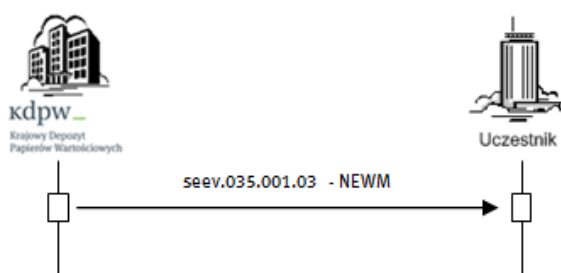 kdpw_
Krajowy Depozyt
Papierów Wartościowych
Uczestnik
seev.035.001.03 - NEWM